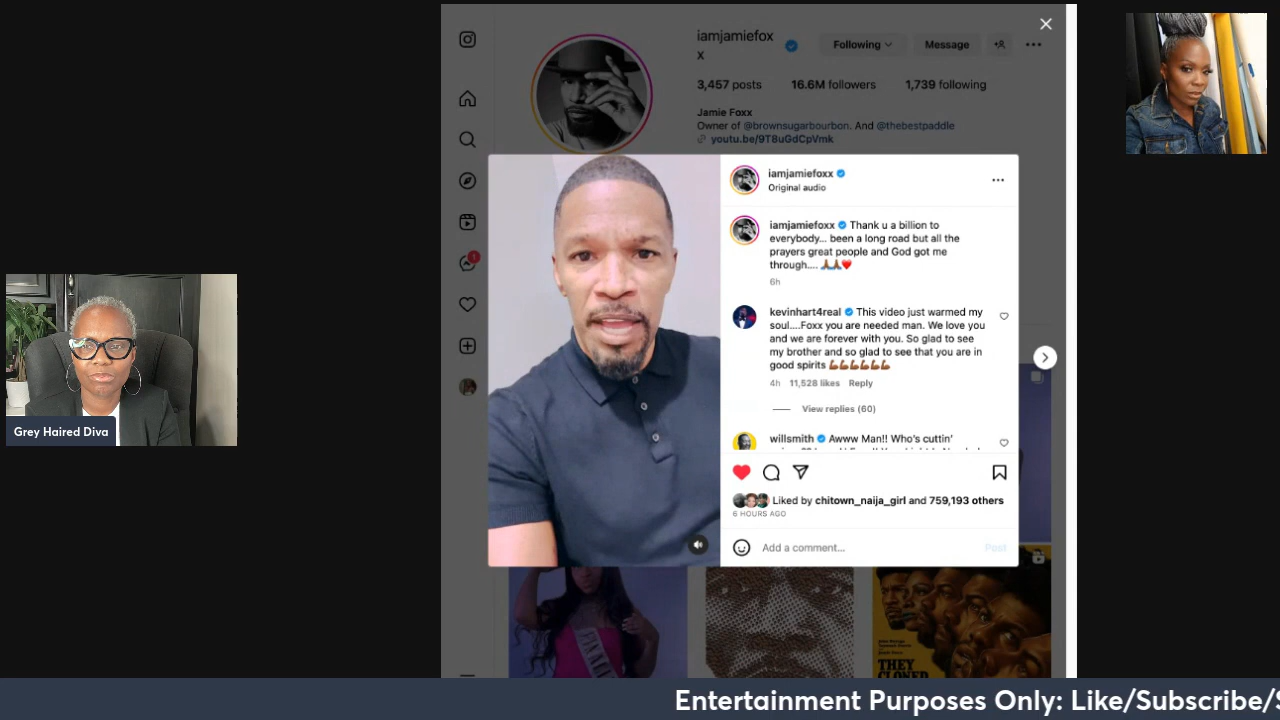 iamjamiefox
x
Following
Message
3,457 posts
16.6M followers
1,739 following
Jamie Foxx
Owner of @brownsugarbourbon. And @thebestpaddle
youtu.be/9T8uGdCpVmk
iamjamiefoxx
Original audio
iamjamiefoxx Thank u a billion to
everybody... been a long road but all the
prayers great people and God got me
through.... 🙏🏾🙏🏾❤️
6h
kevinhart4real This video just warmed my
soul....Foxx you are needed man. We love you
and we are forever with you. So glad to see
my brother and so glad to see that you are in
good spirits 💪🏾💪🏾💪🏾💪🏾💪🏾💪🏾
4h 11,528 likes Reply
View replies (60)
willsmith Awww Man!! Who's cuttin'
Liked by chitown_naija_girl and 759,193 others
6 HOURS AGO
Add a comment...
Post
1
THEY
CLONED
Grey Haired Diva
Entertainment Purposes Only: Like/Subscribe/